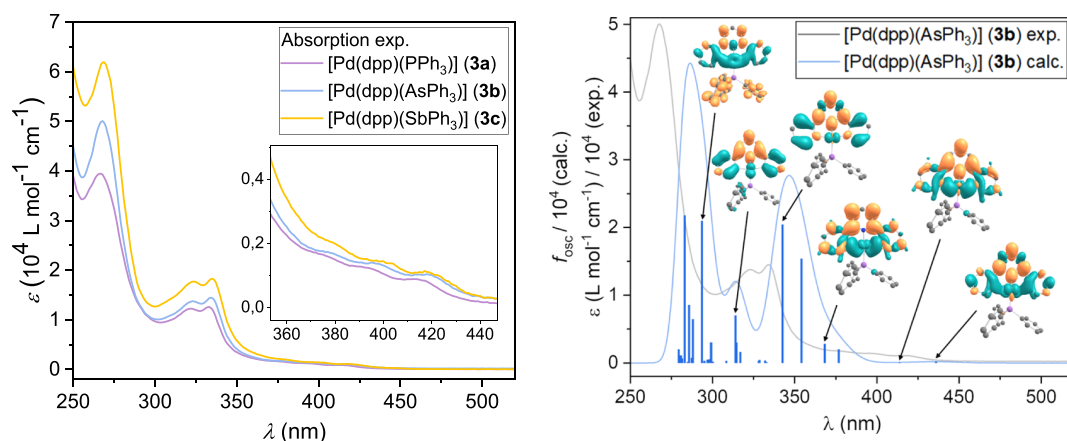 ε (10⁴ L mol⁻¹ cm⁻¹)
7
6
5
4
3
2
1
0
Absorption exp.
[Pd(dpp)(PPh₃)] (3a)
[Pd(dpp)(AsPh₃)] (3b)
[Pd(dpp)(SbPh₃)] (3c)
0,4
0,2
0,0
360 380 400 420 440
250 300 350 400 450 500
λ (nm)
f_osc / 10⁴ (calc.)
ε (L mol⁻¹ cm⁻¹) / 10⁴ (exp.)
5
4
3
2
1
0
[Pd(dpp)(AsPh₃)] (3b) exp.
[Pd(dpp)(AsPh₃)] (3b) calc.
250 300 350 400 450 500
λ (nm)